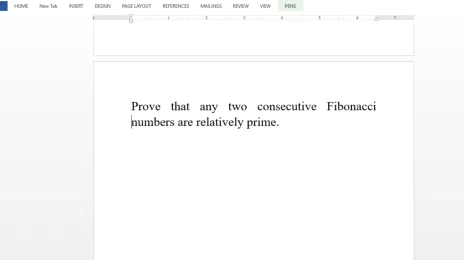 HOME New Tab INSERT DESIGN PAGE LAYOUT REFERENCES MAILINGS REVIEW VIEW PENS
Prove that any two consecutive Fibonacci
numbers are relatively prime.